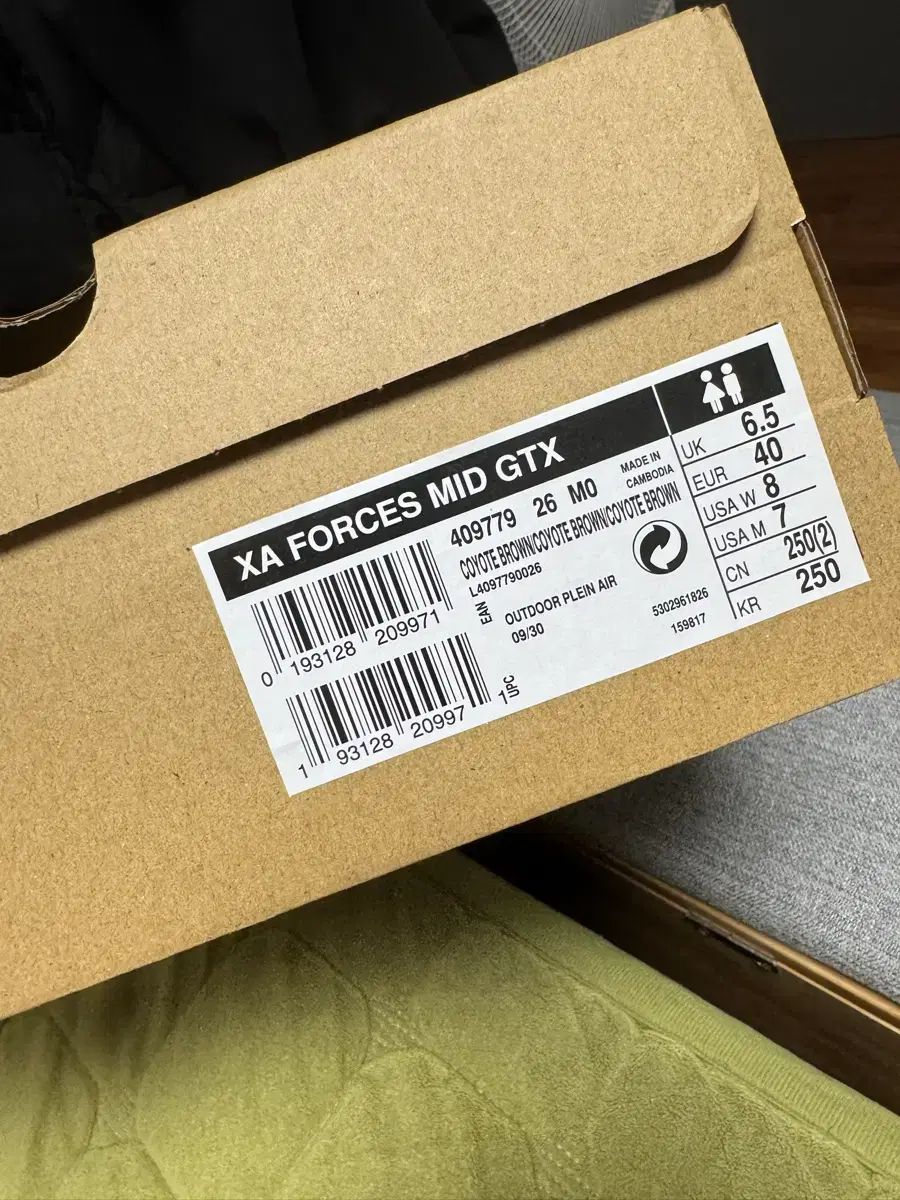 XA FORCES MID GTX
409779 26 M0
MADE IN
CAMBODIA
COYOTE BROWN/COYOTE BROWN/COYOTE BROWN
L4097790026
EAN
0 193128 209971
OUTDOOR PLEIN AIR
09/30
5302961826
159817
1 93128 20997 1
UPC
UK 6.5
EUR 40
USA W 8
USA M 7
CN 250(2)
KR 250